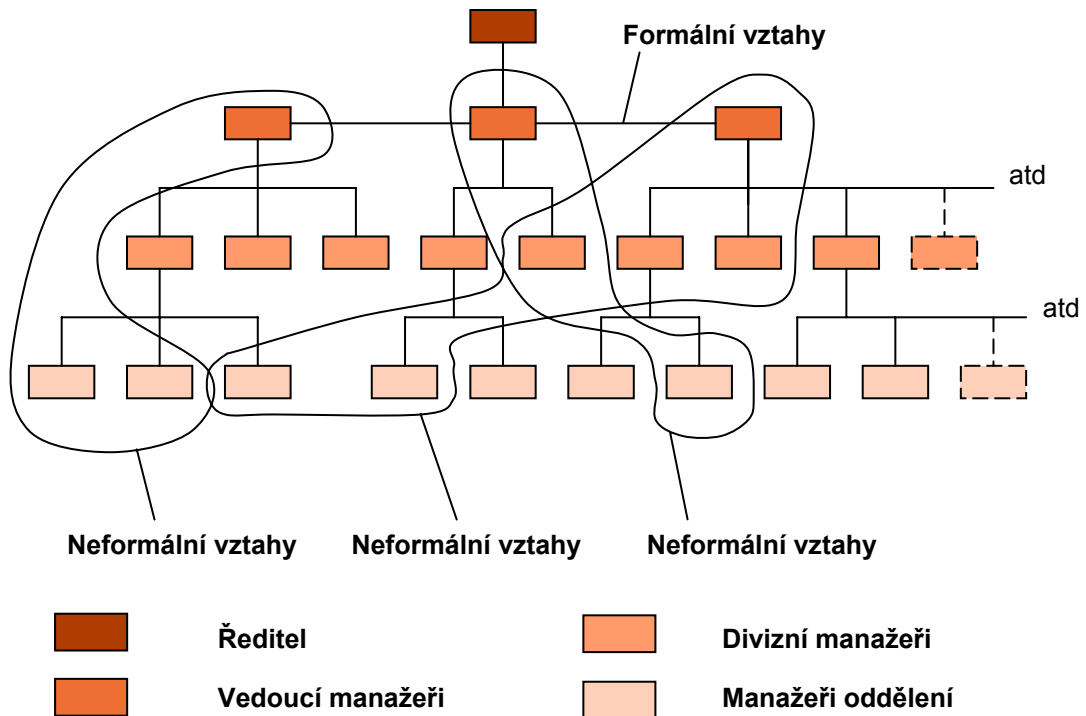 Formální vztahy
atd
atd
Neformální vztahy
Neformální vztahy
Neformální vztahy
Ředitel
Divizní manažeři
Vedoucí manažeři
Manažeři oddělení